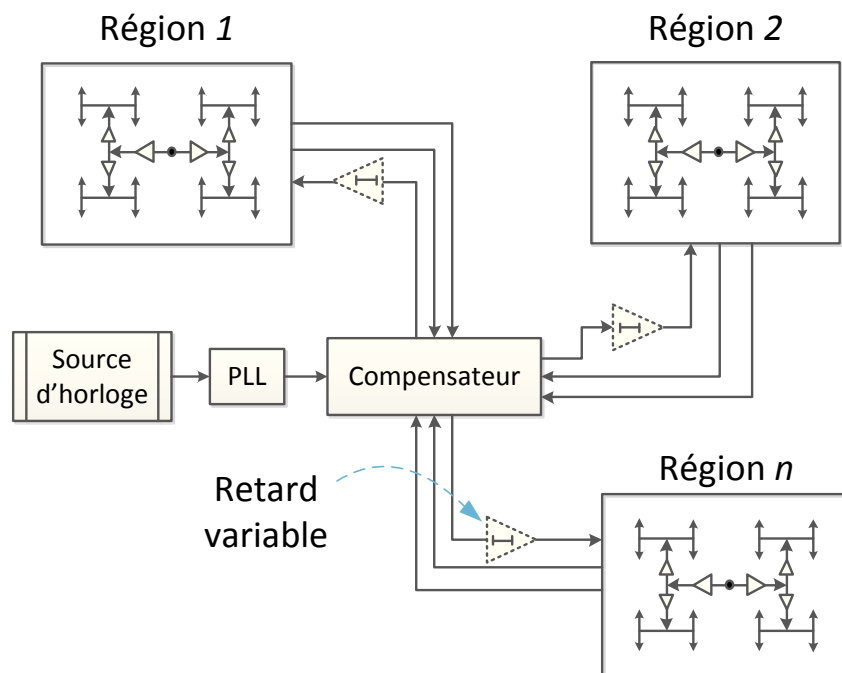 Région 1
Région 2
Source
d'horloge
PLL
Compensateur
Retard
variable
Région n